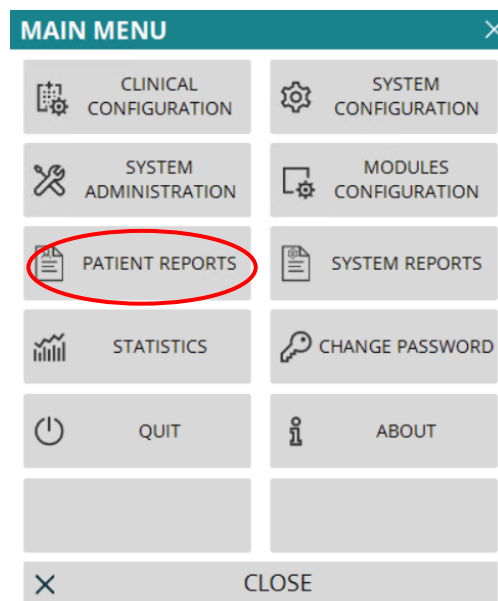 MAIN MENU
CLINICAL
CONFIGURATION
SYSTEM
CONFIGURATION
SYSTEM
ADMINISTRATION
MODULES
CONFIGURATION
PATIENT REPORTS
SYSTEM REPORTS
STATISTICS
CHANGE PASSWORD
QUIT
ABOUT
CLOSE